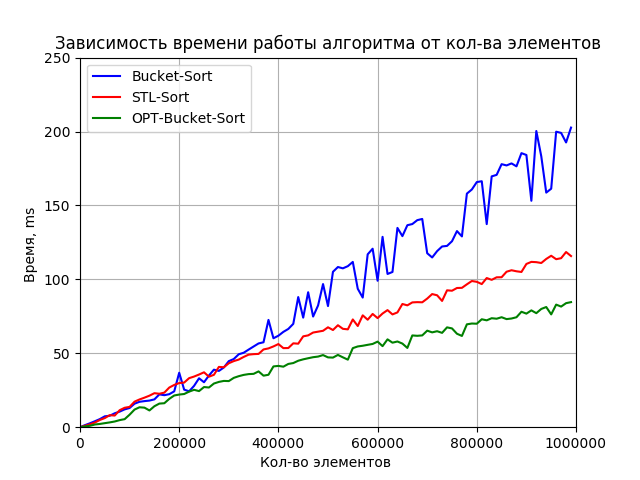 Зависимость времени работы алгоритма от кол-ва элементов
250
200
150
100
50
0
Время, ms
Bucket-Sort
STL-Sort
OPT-Bucket-Sort
0
200000
400000
600000
800000
1000000
Кол-во элементов